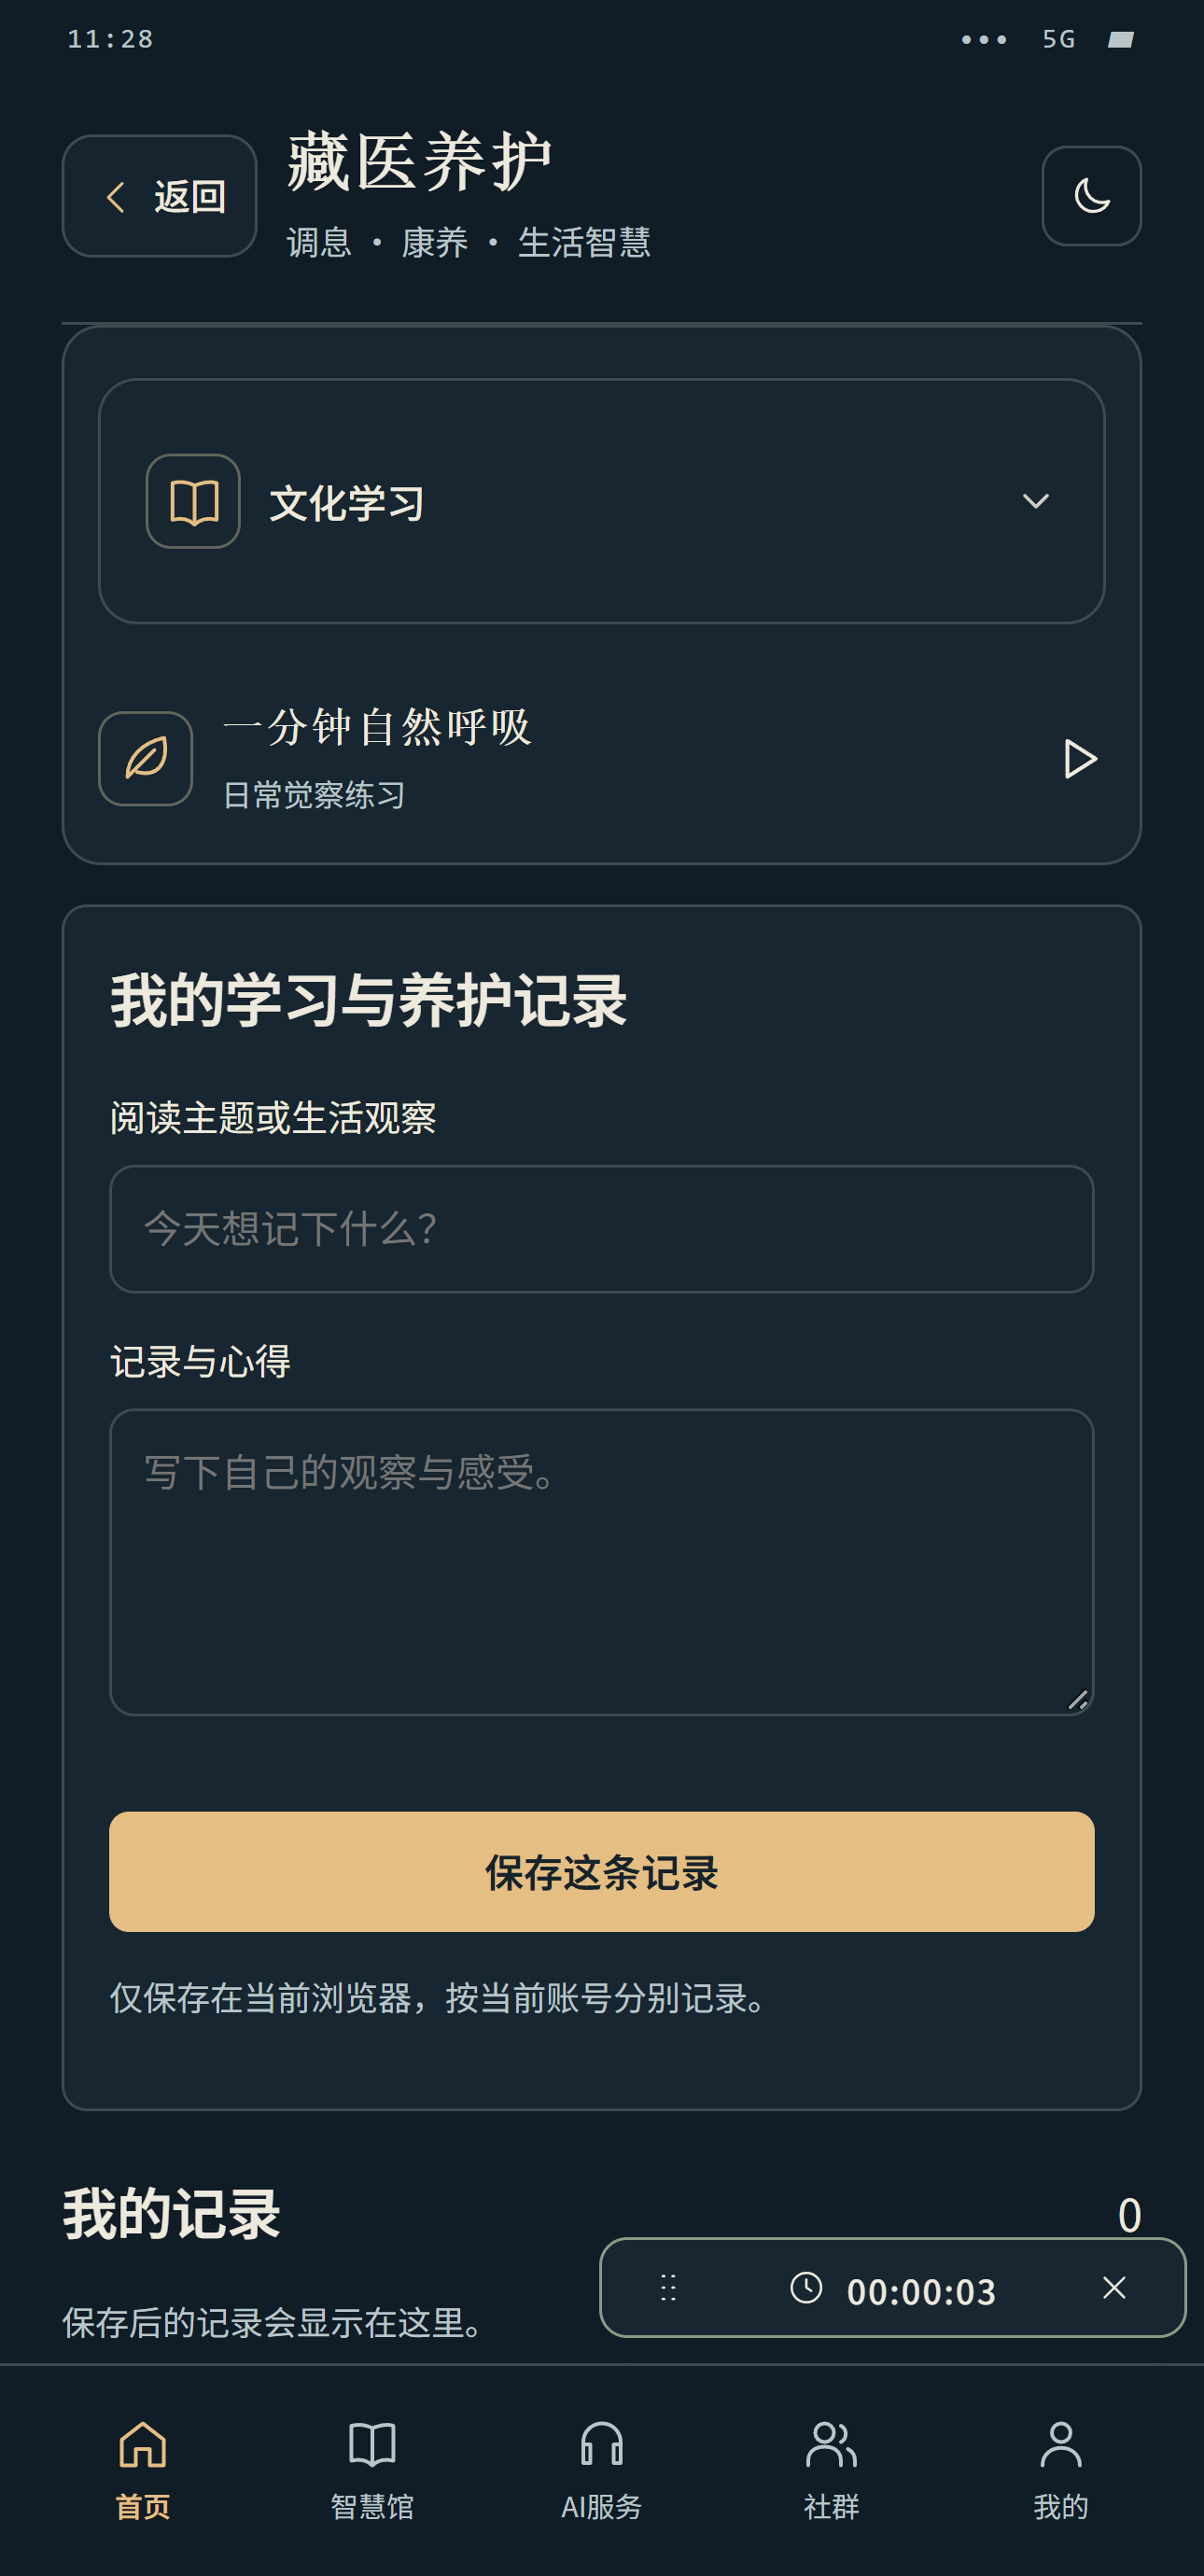 11:28
5G
返回
藏医养护
调息 · 康养 · 生活智慧
文化学习
一分钟自然呼吸
日常觉察练习
我的学习与养护记录
阅读主题或生活观察
今天想记下什么?
记录与心得
写下自己的观察与感受。
保存这条记录
仅保存在当前浏览器，按当前账号分别记录。
我的记录
0
00:00:03
保存后的记录会显示在这里。
首页
智慧馆
AI服务
社群
我的